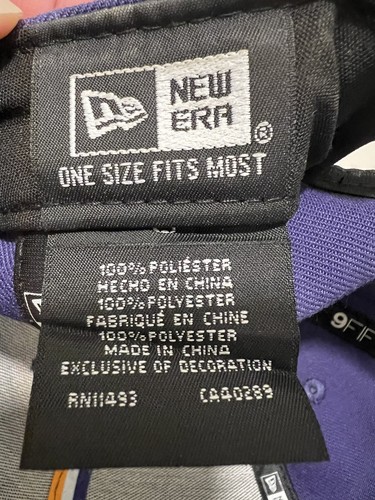 NEW
ERA®
ONE SIZE FITS MOST
100% POLIÉSTER
HECHO EN CHINA
100% POLYESTER
FABRIQUÉ EN CHINE
100% POLYESTER
MADE IN CHINA
EXCLUSIVE OF DECORATION
RN11493 CA40289